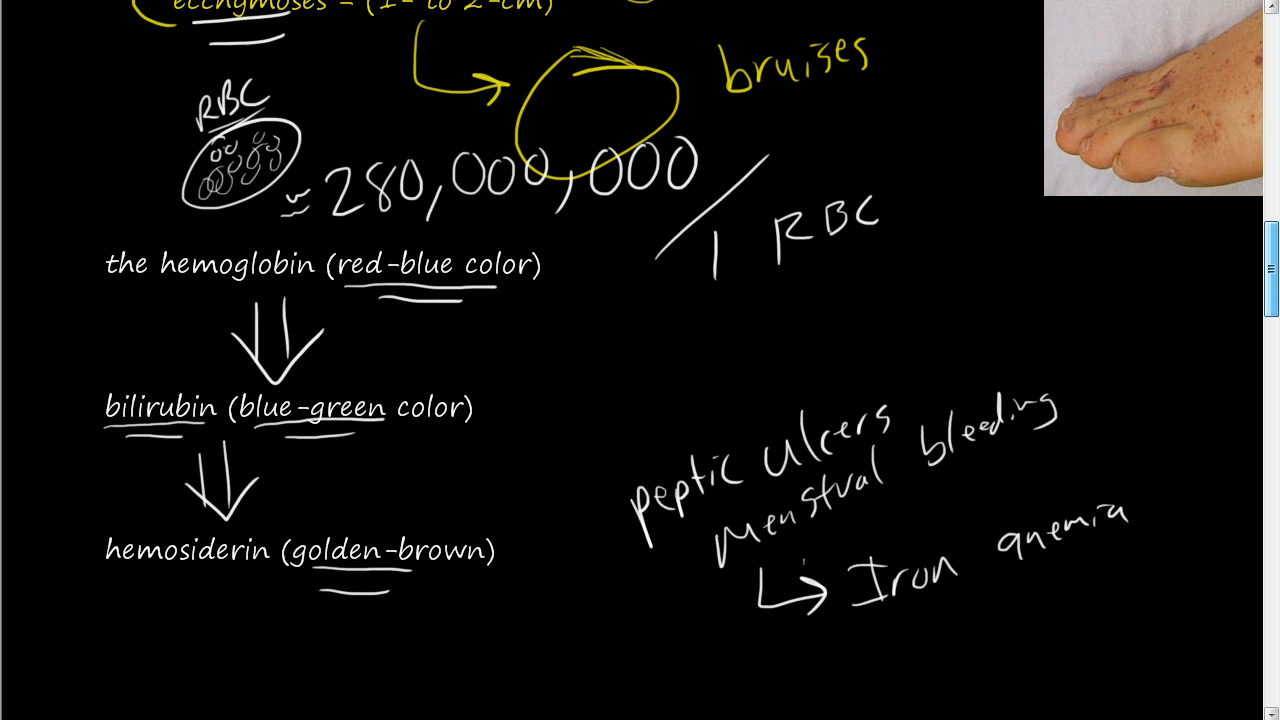 ecchymoses = (1- to 2-cm)
bruises
RBC
≈ 280,000,000 / 1 RBC
the hemoglobin (red-blue color)
bilirubin (blue-green color)
hemosiderin (golden-brown)
peptic ulcers
menstual bleeding
Iron anemia